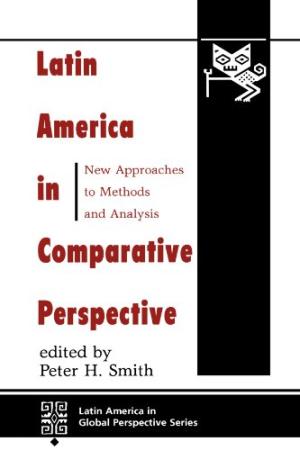 Latin
America
in
Comparative
Perspective
New Approaches
to Methods
and Analysis
edited by
Peter H. Smith
Latin America in
Global Perspective Series